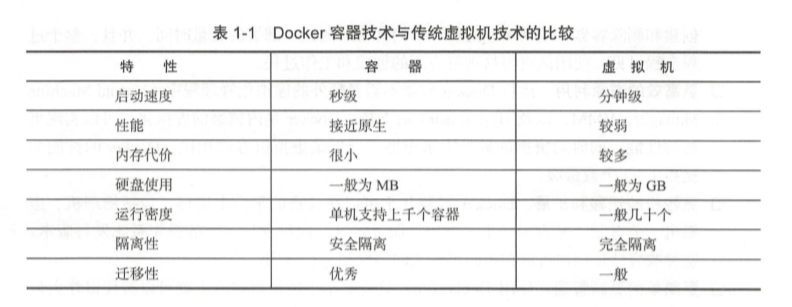 表 1-1 Docker 容器技术与传统虚拟机技术的比较
特 性 容 器 虚 拟 机
启动速度 秒级 分钟级
性能 接近原生 较弱
内存代价 很小 较多
硬盘使用 一般为 MB 一般为 GB
运行密度 单机支持上千个容器 一般几十个
隔离性 安全隔离 完全隔离
迁移性 优秀 一般